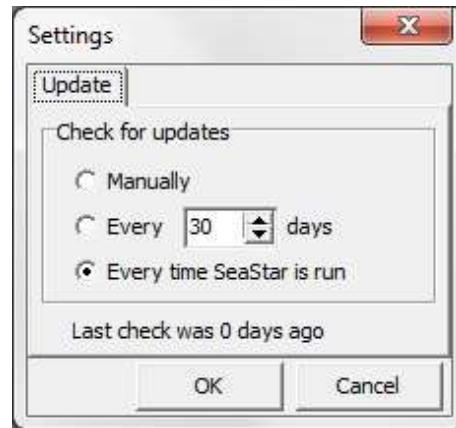 Settings
Update
Check for updates
Manually
Every 30 days
Every time SeaStar is run
Last check was 0 days ago
OK Cancel